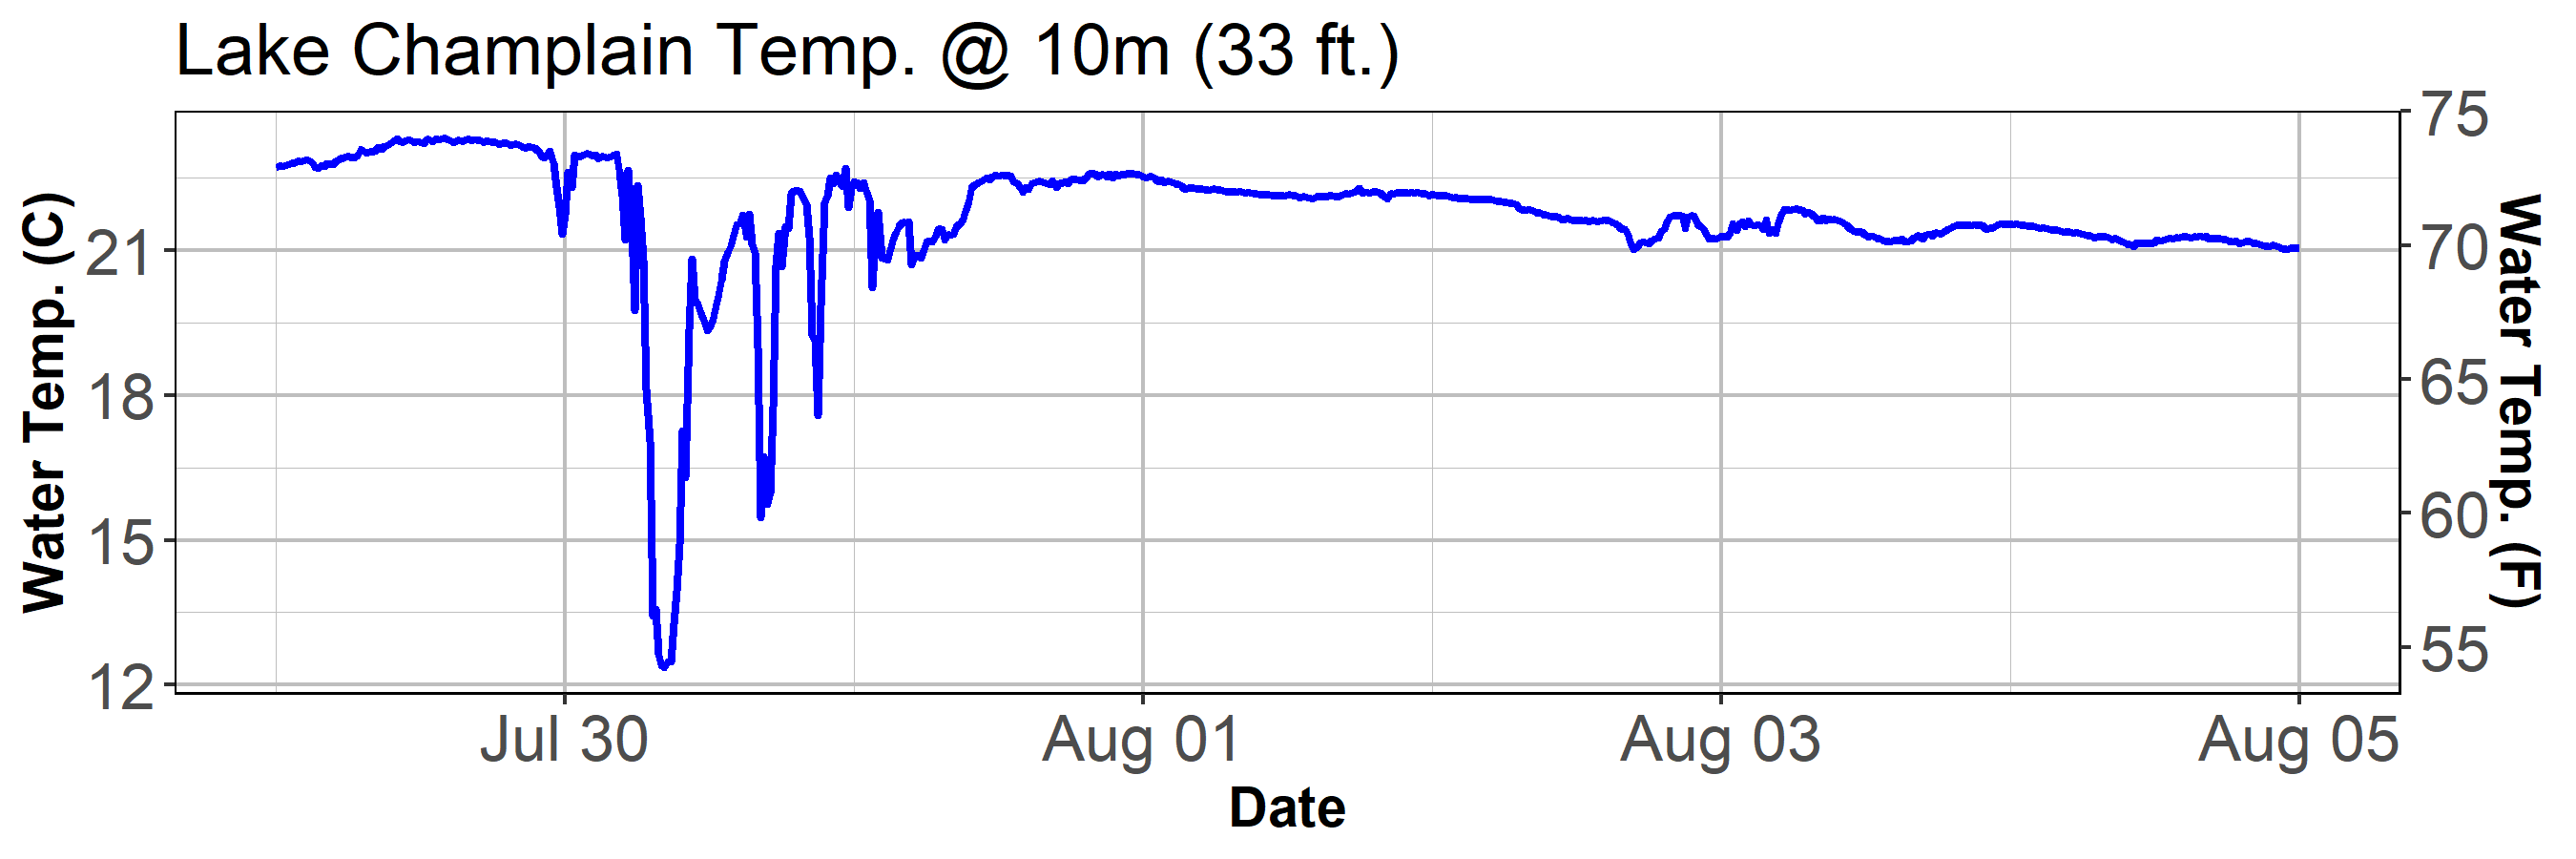 Lake Champlain Temp. @ 10m (33 ft.)
Water Temp. (C)
21
18
15
12
75
70
65
60
55
Water Temp. (F)
Jul 30
Aug 01
Aug 03
Aug 05
Date